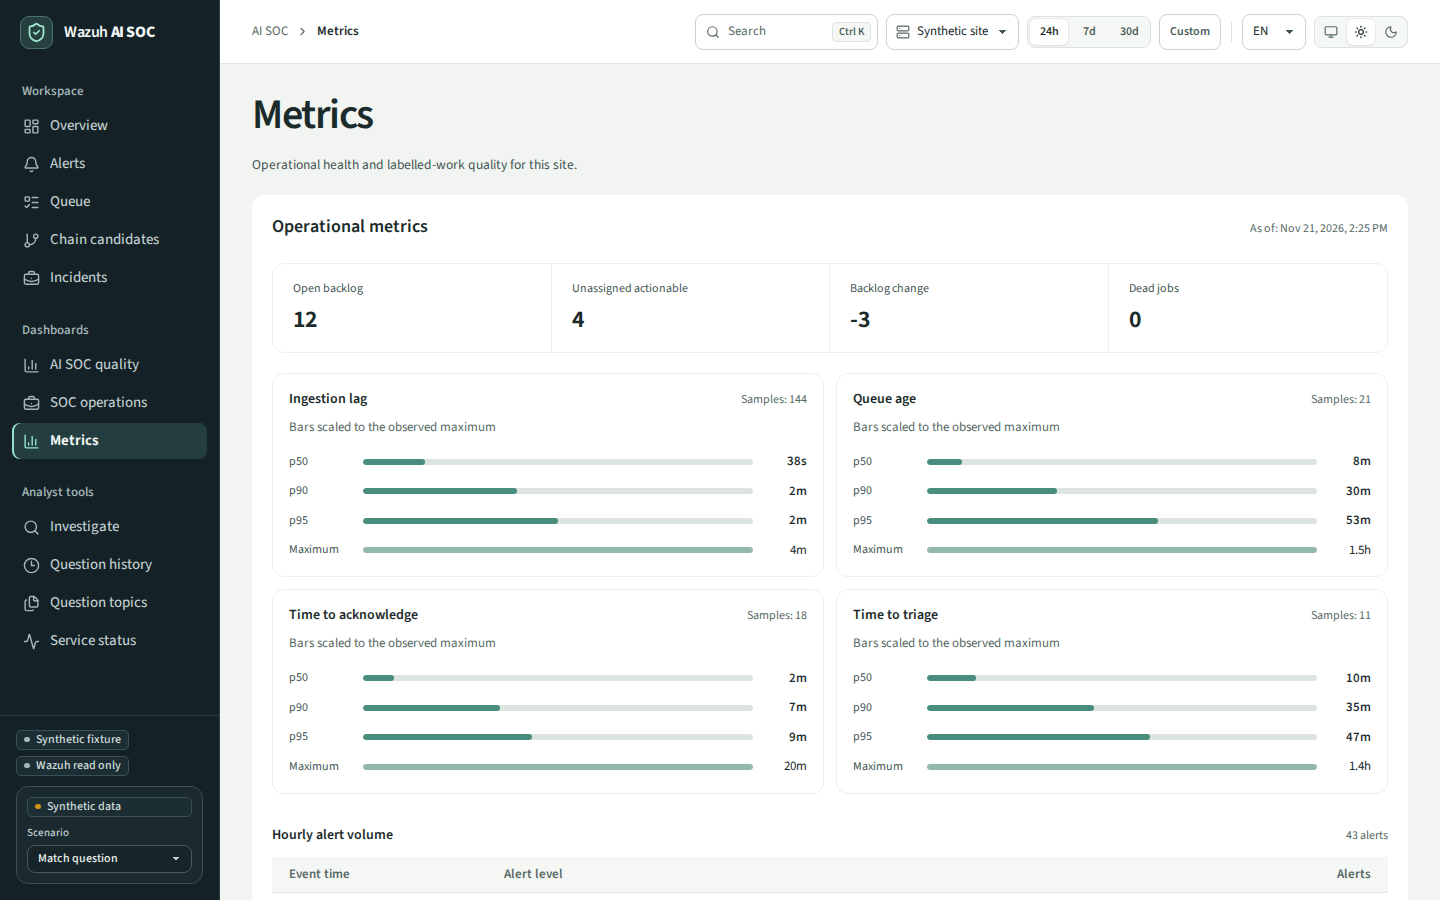 Wazuh AI SOC
Workspace
Overview
Alerts
Queue
Chain candidates
Incidents
Dashboards
AI SOC quality
SOC operations
Metrics
Analyst tools
Investigate
Question history
Question topics
Service status
Synthetic fixture
Wazuh read only
Synthetic data
Scenario
Match question
AI SOC > Metrics
Search Ctrl K
Synthetic site
24h 7d 30d
Custom
EN
Metrics
Operational health and labelled-work quality for this site.
Operational metrics
As of: Nov 21, 2026, 2:25 PM
Open backlog
12
Unassigned actionable
4
Backlog change
-3
Dead jobs
0
Ingestion lag Samples: 144
Bars scaled to the observed maximum
p50 38s
p90 2m
p95 2m
Maximum 4m
Queue age Samples: 21
Bars scaled to the observed maximum
p50 8m
p90 30m
p95 53m
Maximum 1.5h
Time to acknowledge Samples: 18
Bars scaled to the observed maximum
p50 2m
p90 7m
p95 9m
Maximum 20m
Time to triage Samples: 11
Bars scaled to the observed maximum
p50 10m
p90 35m
p95 47m
Maximum 1.4h
Hourly alert volume 43 alerts
Event time Alert level Alerts